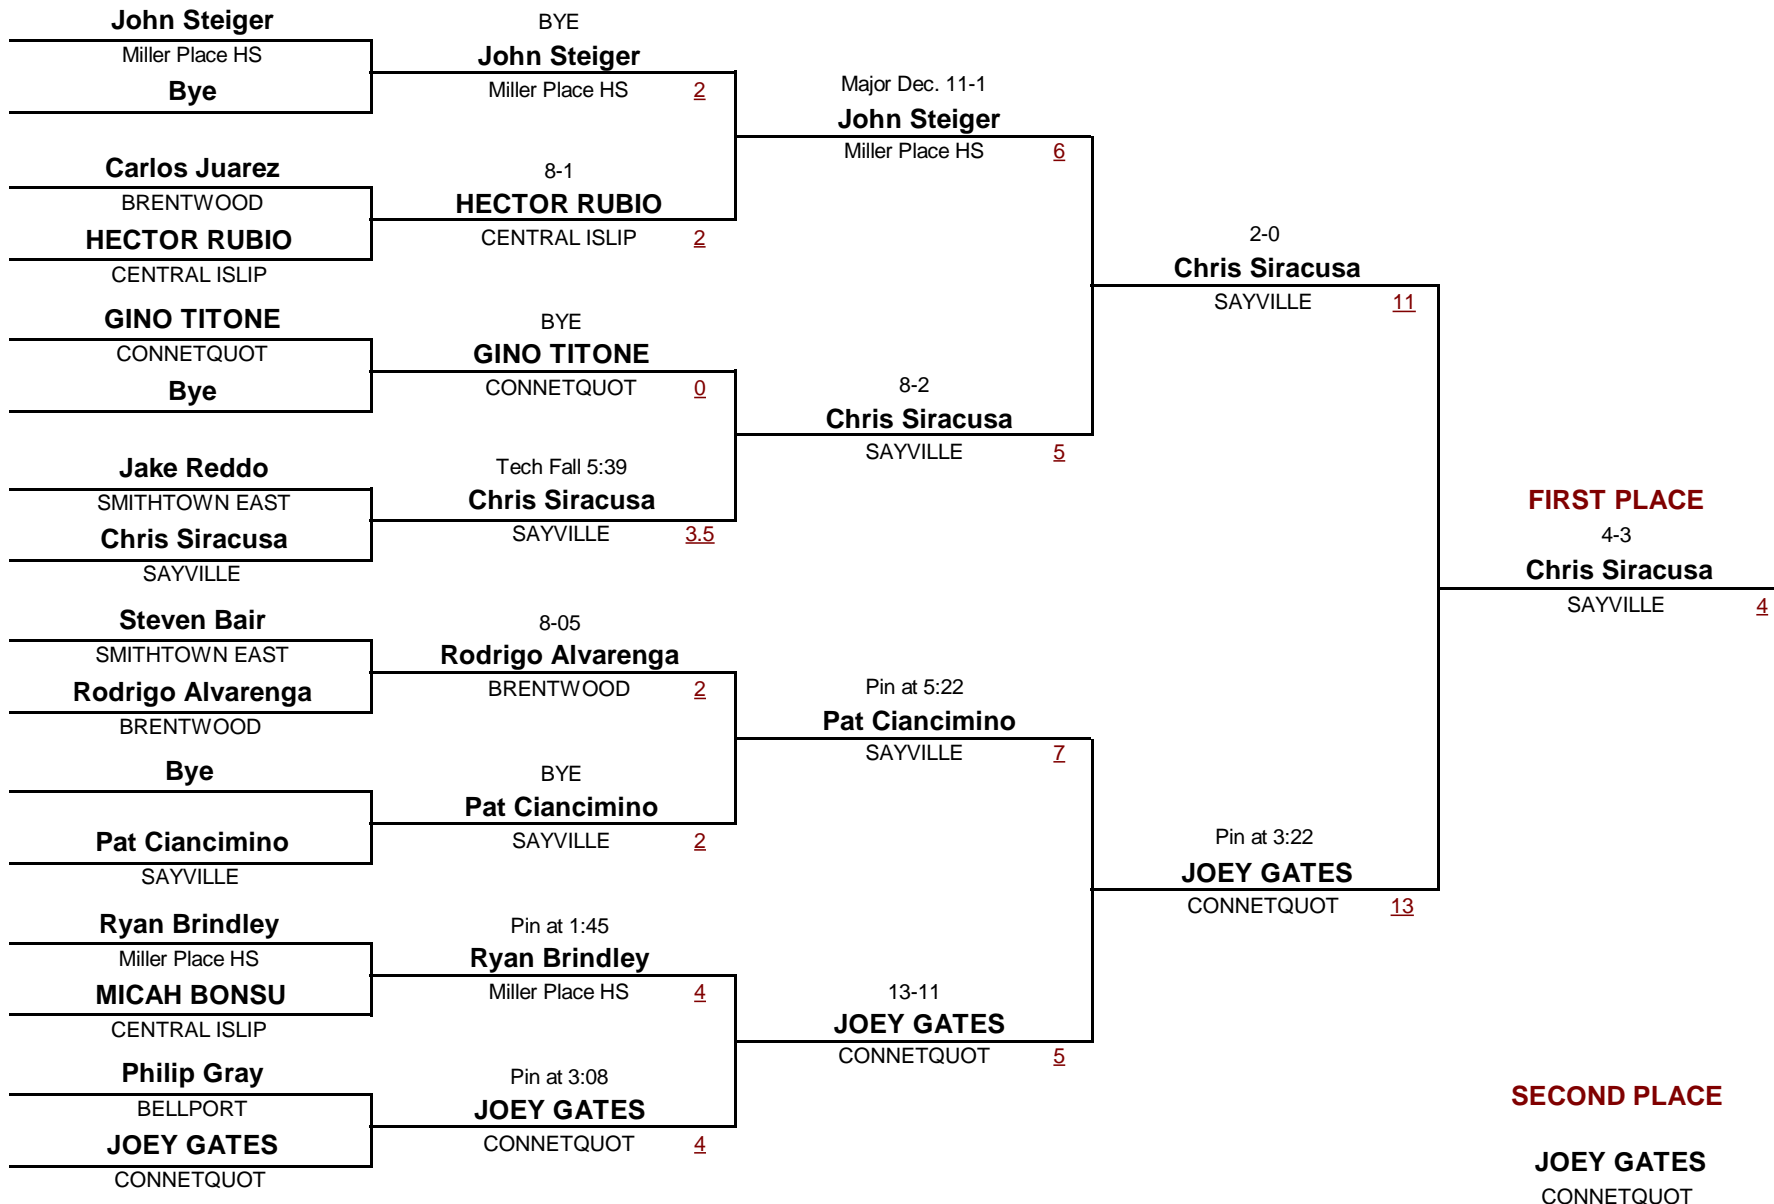 John Steiger
Miller Place HS
Bye
Carlos Juarez
BRENTWOOD
HECTOR RUBIO
CENTRAL ISLIP
GINO TITONE
CONNETQUOT
Bye
Jake Reddo
SMITHTOWN EAST
Chris Siracusa
SAYVILLE
Steven Bair
SMITHTOWN EAST
Rodrigo Alvarenga
BRENTWOOD
Bye
Pat Ciancimino
SAYVILLE
Ryan Brindley
Miller Place HS
MICAH BONSU
CENTRAL ISLIP
Philip Gray
BELLPORT
JOEY GATES
CONNETQUOT
BYE
John Steiger
Miller Place HS 2
8-1
HECTOR RUBIO
CENTRAL ISLIP 2
BYE
GINO TITONE
CONNETQUOT 0
Tech Fall 5:39
Chris Siracusa
SAYVILLE 3.5
8-05
Rodrigo Alvarenga
BRENTWOOD 2
BYE
Pat Ciancimino
SAYVILLE 2
Pin at 1:45
Ryan Brindley
Miller Place HS 4
Pin at 3:08
JOEY GATES
CONNETQUOT 4
Major Dec. 11-1
John Steiger
Miller Place HS 6
8-2
Chris Siracusa
SAYVILLE 5
Pin at 5:22
Pat Ciancimino
SAYVILLE 7
13-11
JOEY GATES
CONNETQUOT 5
2-0
Chris Siracusa
SAYVILLE 11
Pin at 3:22
JOEY GATES
CONNETQUOT 13
FIRST PLACE
4-3
Chris Siracusa
SAYVILLE 4
SECOND PLACE
JOEY GATES
CONNETQUOT